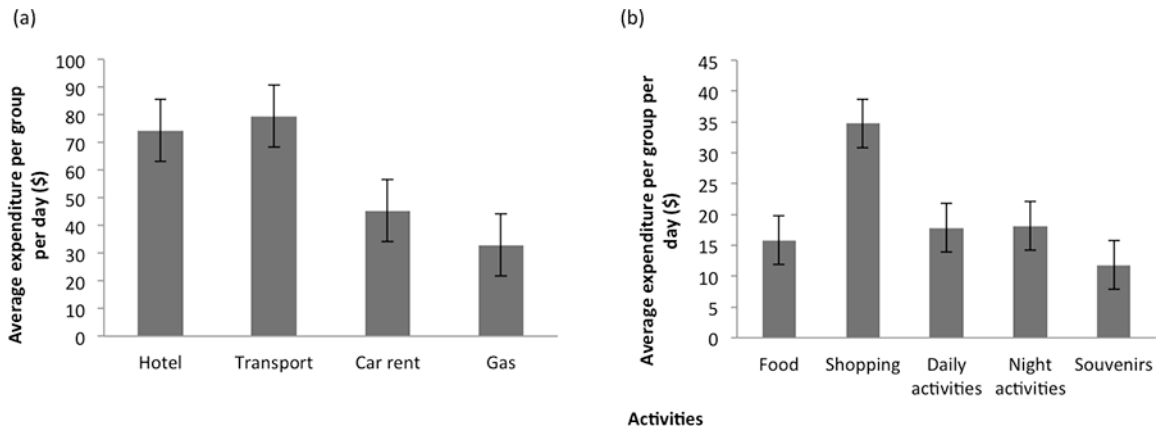 (a)
Average expenditure per group
per day ($)
100
90
80
70
60
50
40
30
20
10
0
Hotel Transport Car rent Gas
(b)
Average expenditure per group per
day ($)
45
40
35
30
25
20
15
10
5
0
Food Shopping Daily Night Souvenirs
activities activities
Activities